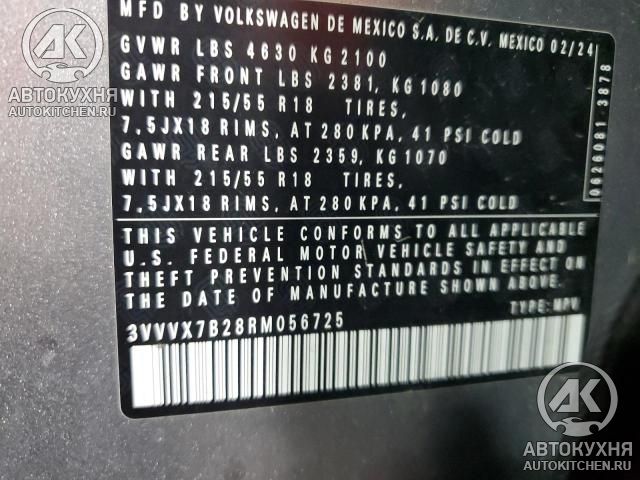 MFD BY VOLKSWAGEN DE MEXICO S.A. DE C.V. MEXICO 02/24
GVWR LBS 4630 KG 2100
GAWR FRONT LBS 2381, KG 1080
WITH 215/55 R18 TIRES,
7.5JX18 RIMS, AT 280 KPA, 41 PSI COLD
GAWR REAR LBS 2359, KG 1070
WITH 215/55 R18 TIRES,
7.5JX18 RIMS, AT 280 KPA, 41 PSI COLD
0626081 3878
THIS VEHICLE CONFORMS TO ALL APPLICABLE
U.S. FEDERAL MOTOR VEHICLE SAFETY AND
THEFT PREVENTION STANDARDS IN EFFECT ON
THE DATE OF MANUFACTURE SHOWN ABOVE.
3VVVX7B28RM056725
TYPE: MPV
АК
АВТОКУХНЯ
AUTOKITCHEN.RU
АК
АВТОКУХНЯ
AUTOKITCHEN.RU